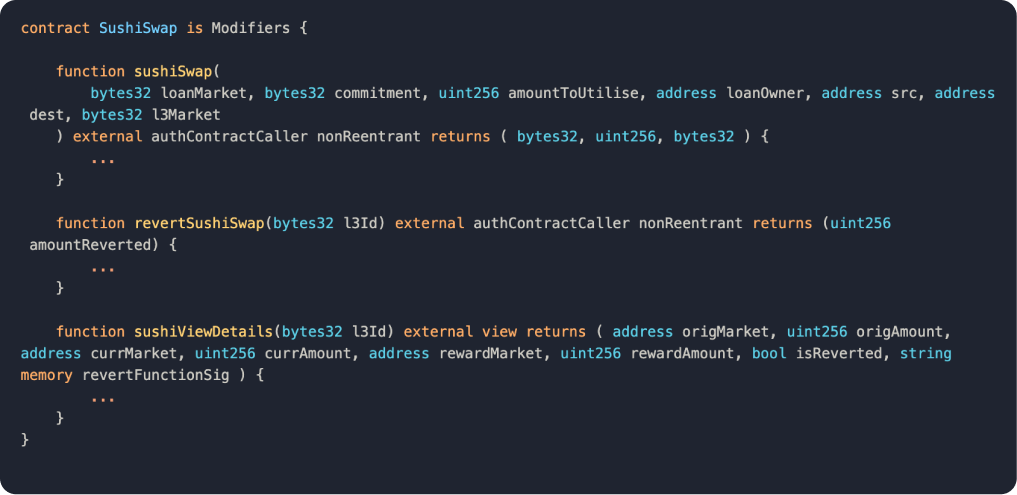 contract SushiSwap is Modifiers {
function sushiSwap(
bytes32 loanMarket, bytes32 commitment, uint256 amountToUtilise, address loanOwner, address src, address
dest, bytes32 l3Market
) external authContractCaller nonReentrant returns ( bytes32, uint256, bytes32 ) {
...
}
function revertSushiSwap(bytes32 l3Id) external authContractCaller nonReentrant returns (uint256
amountReverted) {
...
}
function sushiViewDetails(bytes32 l3Id) external view returns ( address origMarket, uint256 origAmount,
address currMarket, uint256 currAmount, address rewardMarket, uint256 rewardAmount, bool isReverted, string
memory revertFunctionSig ) {
...
}
}